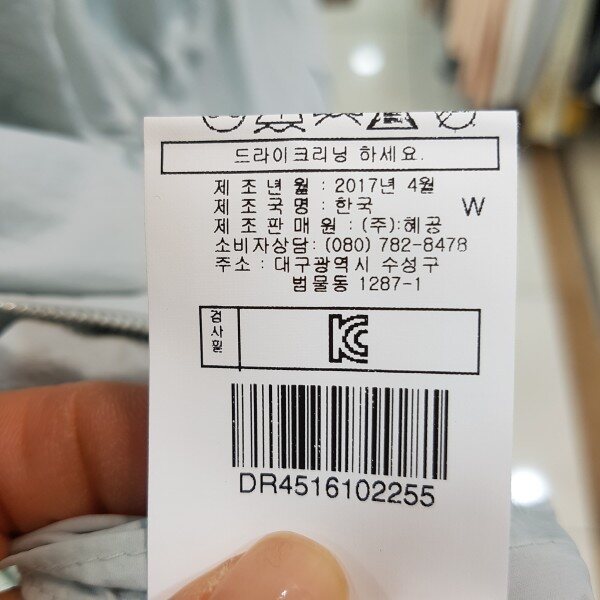 드라이크리닝 하세요.
제 조 년 월 : 2017년 4월
제 조 국 명 : 한국
W
제 조 판 매 원 : (주):혜공
소비자상담: (080) 782-8478
주소 : 대구광역시 수성구
범물동 1287-1
검사필
KC
DR4516102255